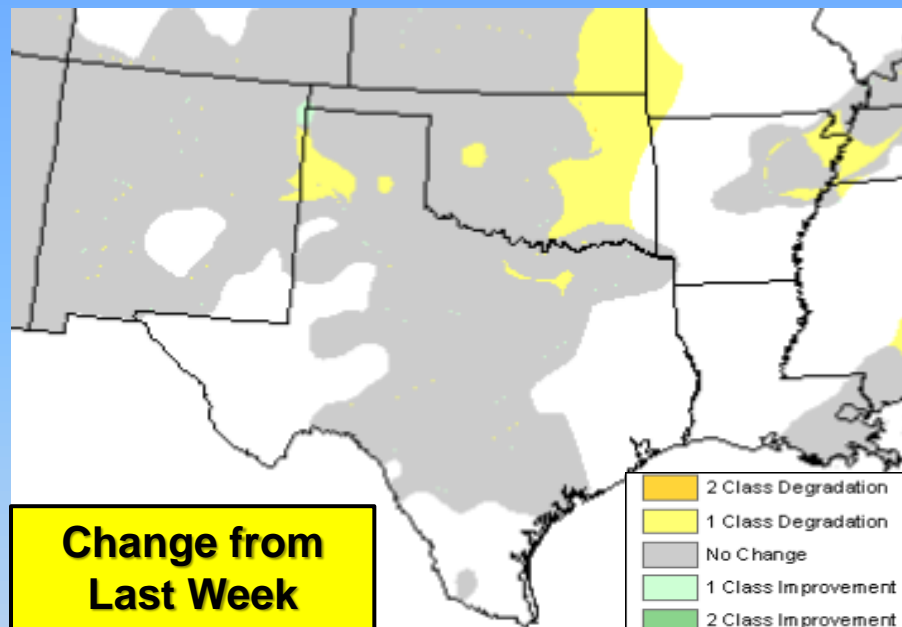 Change from
Last Week
2 Class Degradation
1 Class Degradation
No Change
1 Class Improvement
2 Class Improvement